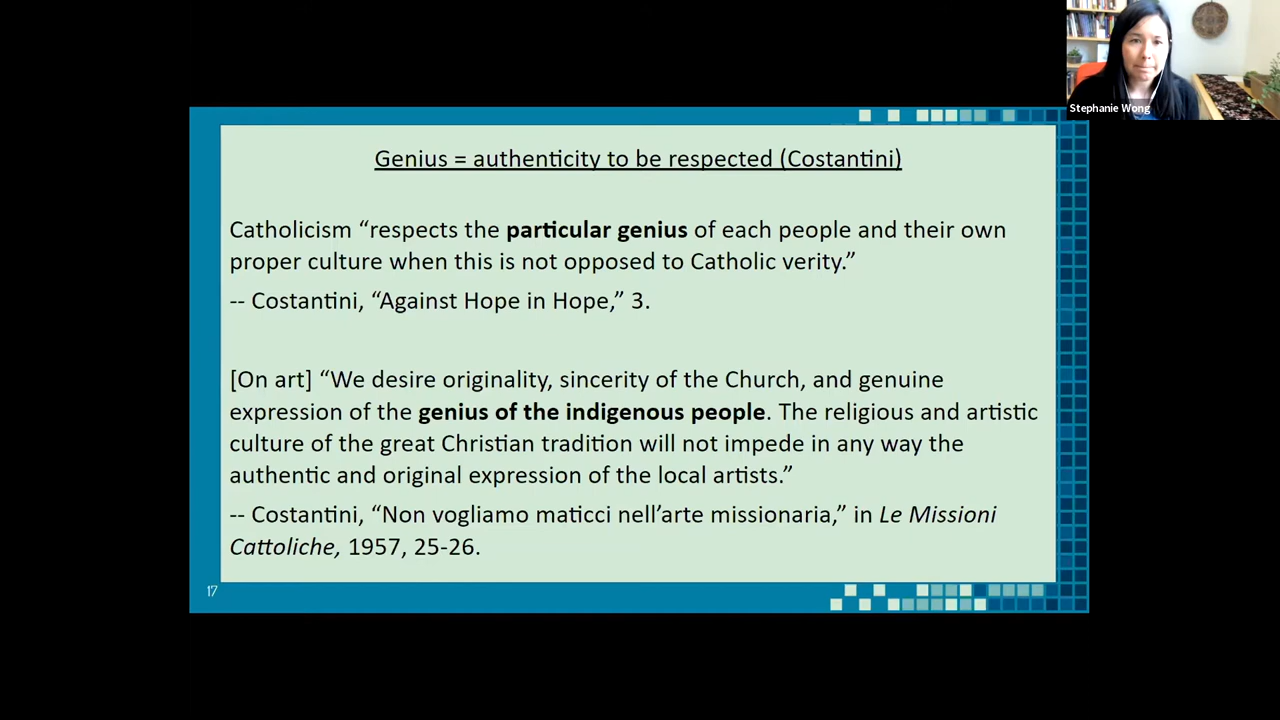 Stephanie Wong
Genius = authenticity to be respected (Costantini)
Catholicism “respects the particular genius of each people and their own
proper culture when this is not opposed to Catholic verity.”
-- Costantini, “Against Hope in Hope,” 3.
[On art] “We desire originality, sincerity of the Church, and genuine
expression of the genius of the indigenous people. The religious and artistic
culture of the great Christian tradition will not impede in any way the
authentic and original expression of the local artists.”
-- Costantini, “Non vogliamo maticci nell’arte missionaria,” in Le Missioni
Cattoliche, 1957, 25-26.
17